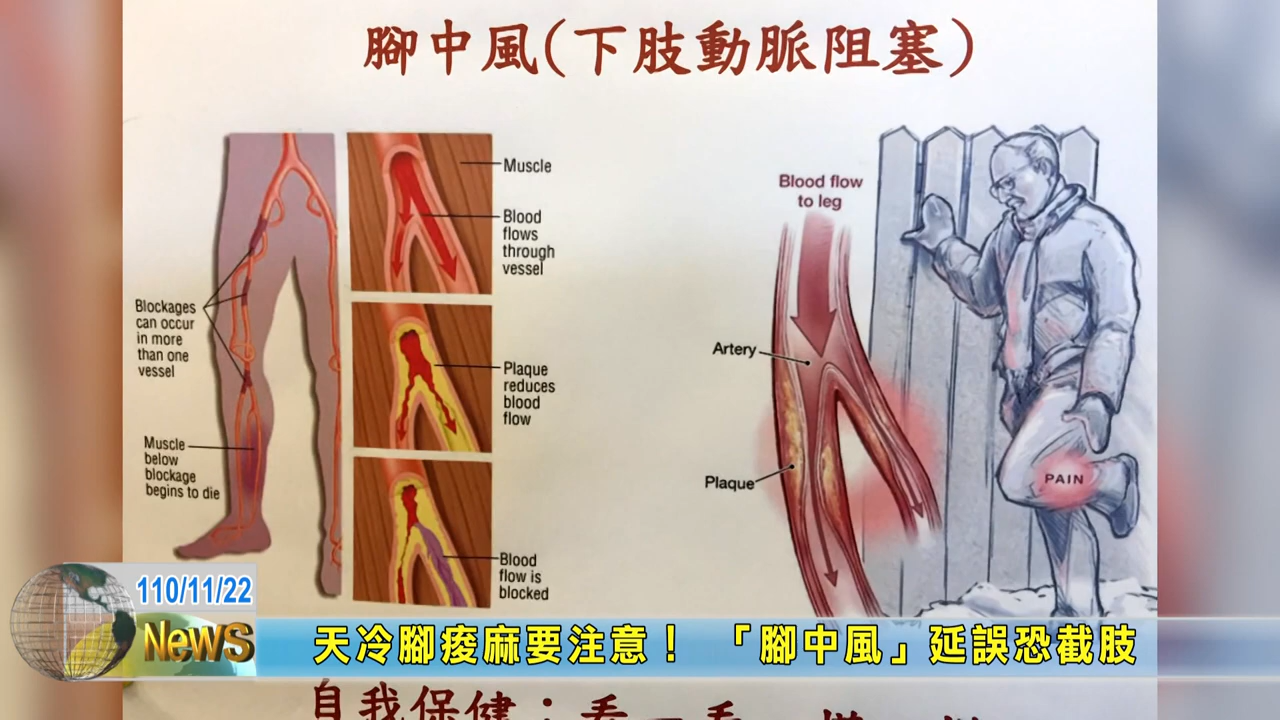 腳中風(下肢動脈阻塞)
Muscle
Blood
flows
through
vessel
Blockages
can occur
in more
than one
vessel
Plaque
reduces
blood
flow
Muscle
below
blockage
begins to die
Blood
flow is
blocked
Blood flow
to leg
Artery
Plaque
PAIN
110/11/22
NewS
天冷腳痠麻要注意！「腳中風」延誤恐截肢
自我保健：看一看